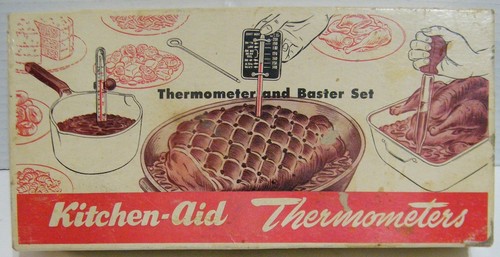 Thermometer and Baster Set
Kitchen-Aid Thermometers